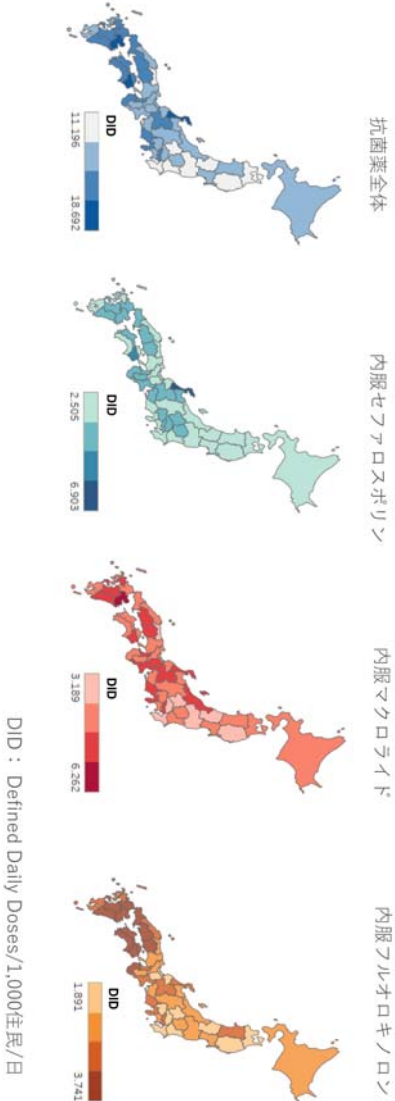 抗菌薬全体
DID
11.196
18.692
内服セファロスポリン
DID
2.505
6.903
内服マクロライド
DID
3.189
6.262
内服フルオロキノロン
DID
1.891
3.741
DID：Defined Daily Doses/1,000住民/日